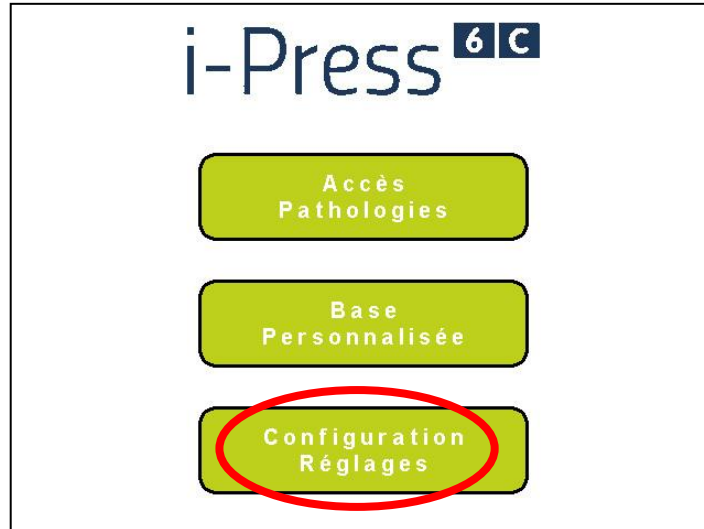 i-Press 6 C
Accès
Pathologies
Base
Personnalisée
Configuration
Réglages